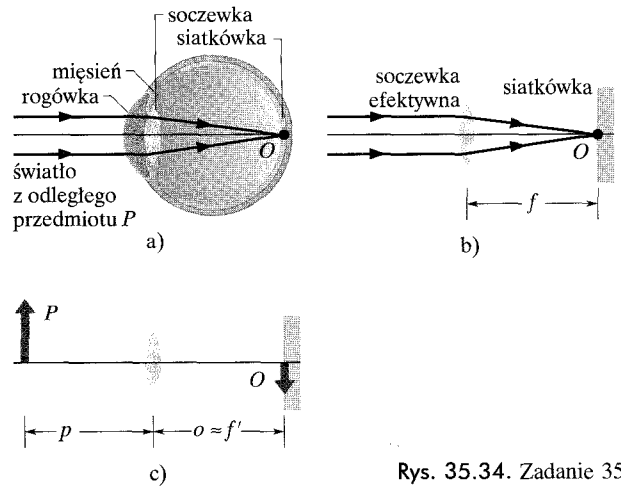 soczewka
siatkówka
mięsień
rogówka
O
światło
z odległego
przedmiotu P
a)
soczewka
efektywna
siatkówka
O
f
b)
P
O
p
o ≈ f'
c)
Rys. 35.34. Zadanie 35